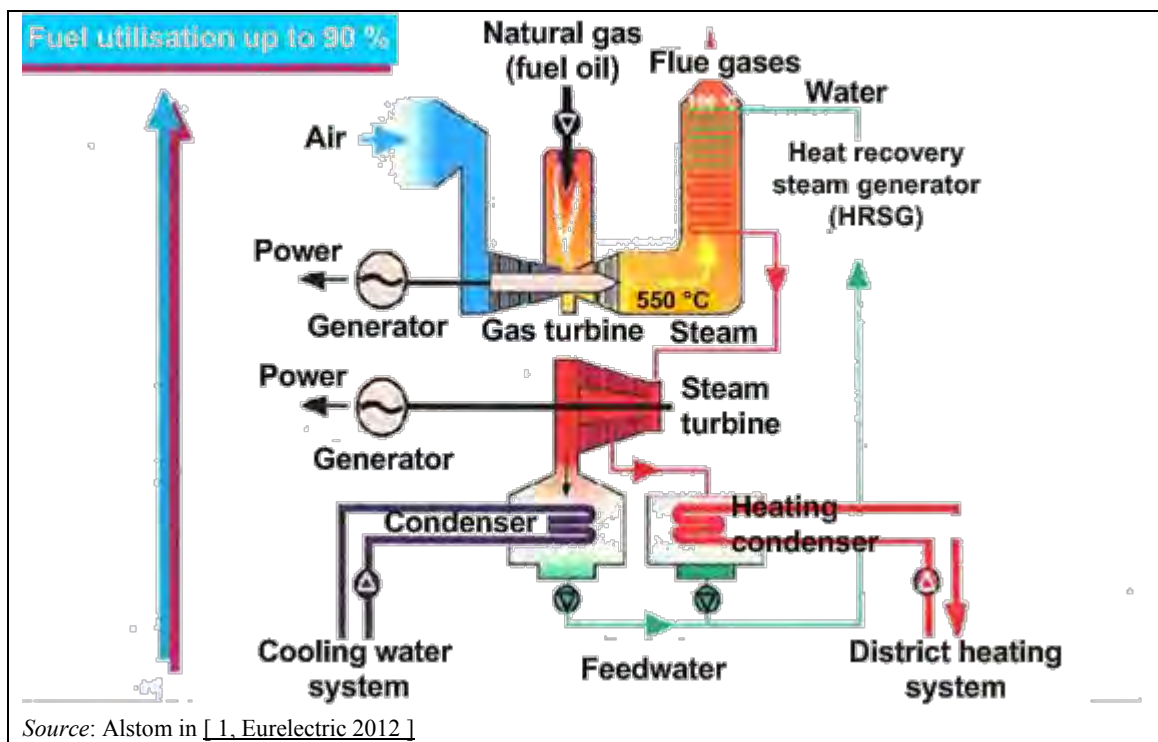 Fuel utilisation up to 90 %
Natural gas
(fuel oil)
Flue gases
Water
Air
Heat recovery
steam generator
(HRSG)
Power
550 °C
Generator
Gas turbine
Steam
Power
Steam
turbine
Generator
Condenser
Heating
condenser
Cooling water
system
Feedwater
District heating
system
Source: Alstom in [ 1, Eurelectric 2012 ]